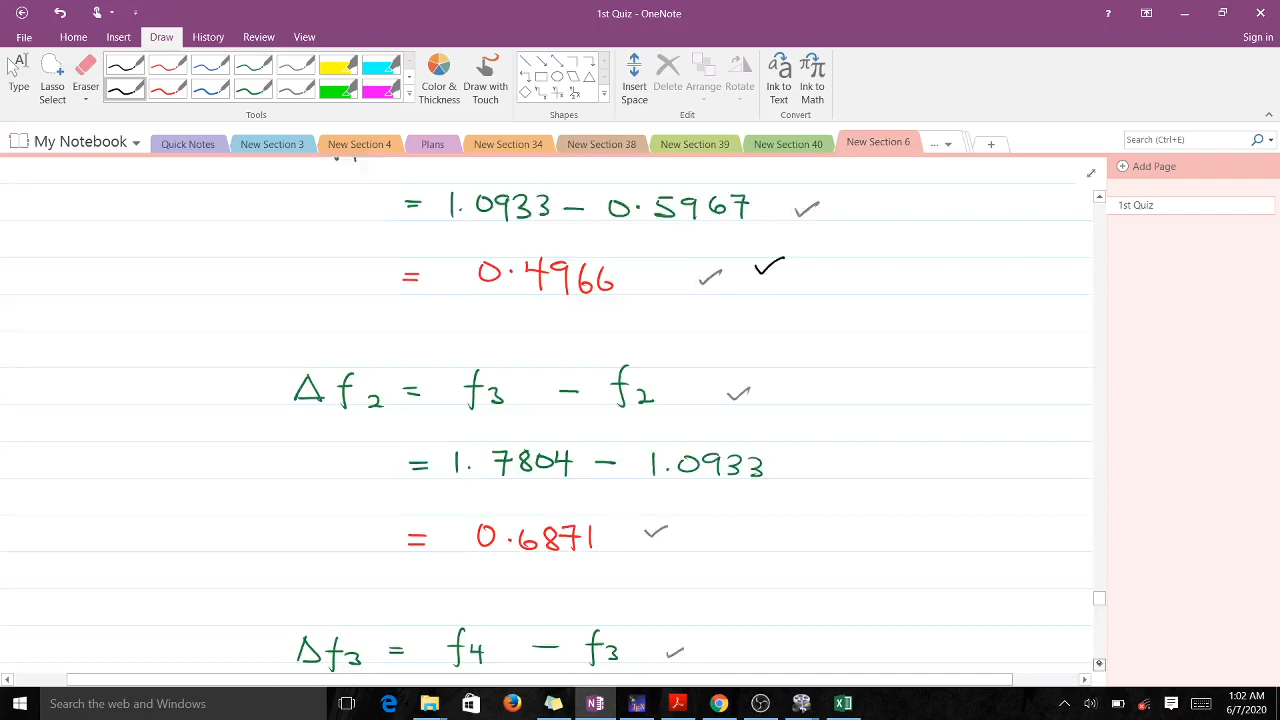 1st Quiz - OneNote
File Home Insert Draw History Review View Sign in
Type Lasso Select Eraser Color & Thickness Draw with Touch Insert Space Delete Arrange Rotate Ink to Text Ink to Math
Tools Shapes Edit Convert
My Notebook Quick Notes New Section 3 New Section 4 Plans New Section 34 New Section 38 New Section 39 New Section 40 New Section 6 ... Search (Ctrl+E)
Add Page
1st Quiz
= 1.0933 - 0.5967 ✓
= 0.4966 ✓ ✓
Δf₂ = f₃ - f₂ ✓
= 1.7804 - 1.0933
= 0.6871 ✓
Δf₃ = f₄ - f₃ ✓
Search the web and Windows
1:02 AM
6/7/2020